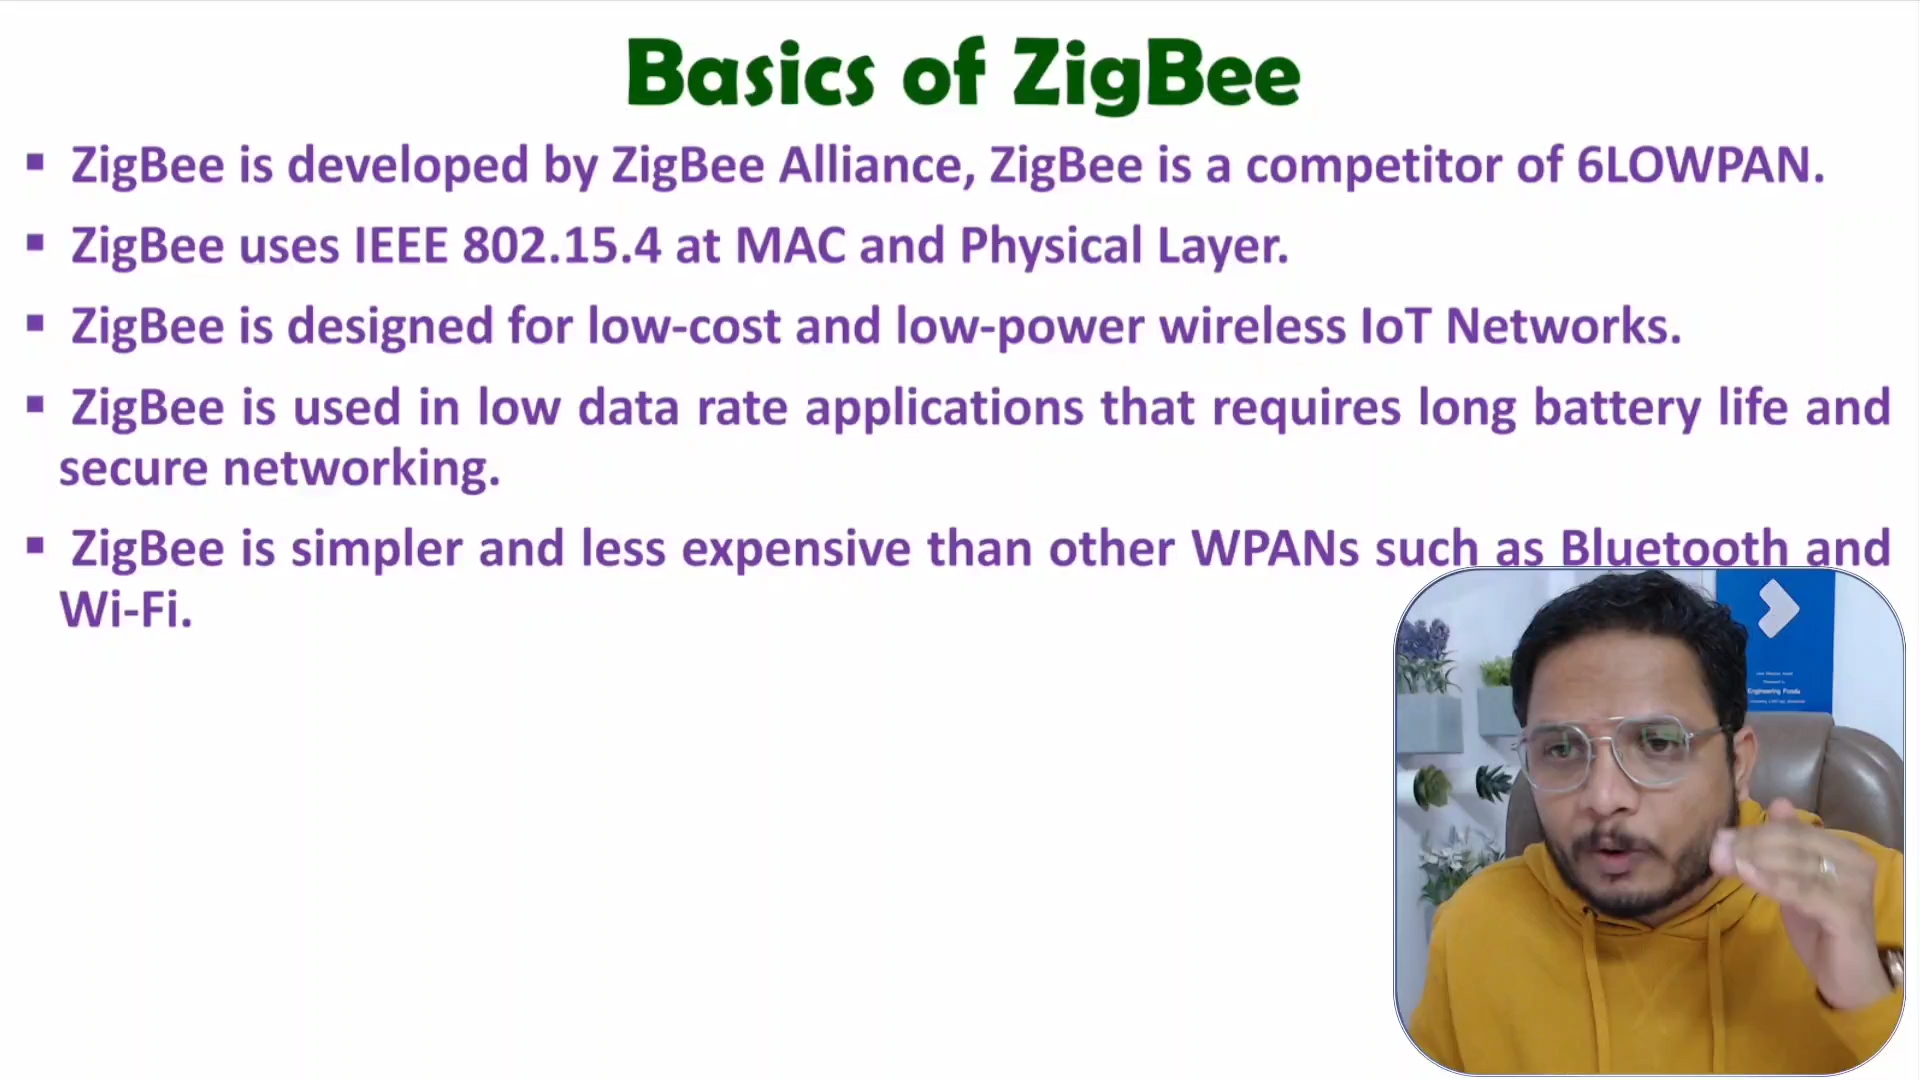 Basics of ZigBee
▪ ZigBee is developed by ZigBee Alliance, ZigBee is a competitor of 6LOWPAN.
▪ ZigBee uses IEEE 802.15.4 at MAC and Physical Layer.
▪ ZigBee is designed for low-cost and low-power wireless IoT Networks.
▪ ZigBee is used in low data rate applications that requires long battery life and
secure networking.
▪ ZigBee is simpler and less expensive than other WPANs such as Bluetooth and
Wi-Fi.
Engineering Funda